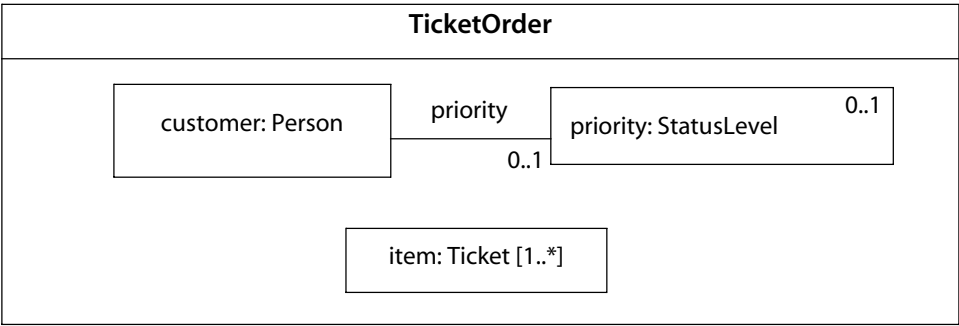 TicketOrder
customer: Person
priority
0..1
priority: StatusLevel
0..1
item: Ticket [1..*]